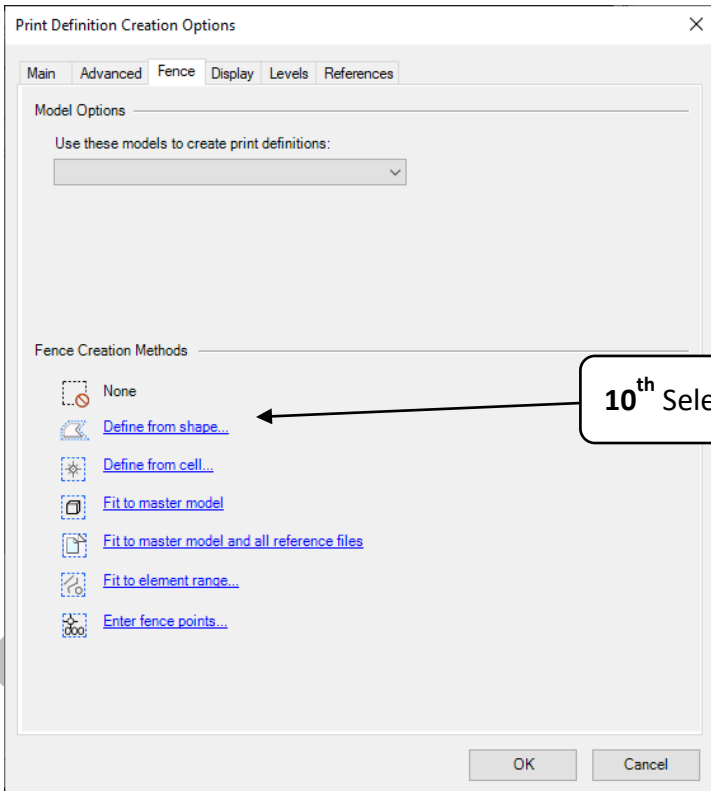 Print Definition Creation Options
Main Advanced Fence Display Levels References
Model Options
Use these models to create print definitions:
Fence Creation Methods
None
Define from shape...
10th Sele
Define from cell...
Fit to master model
Fit to master model and all reference files
Fit to element range...
Enter fence points...
OK Cancel